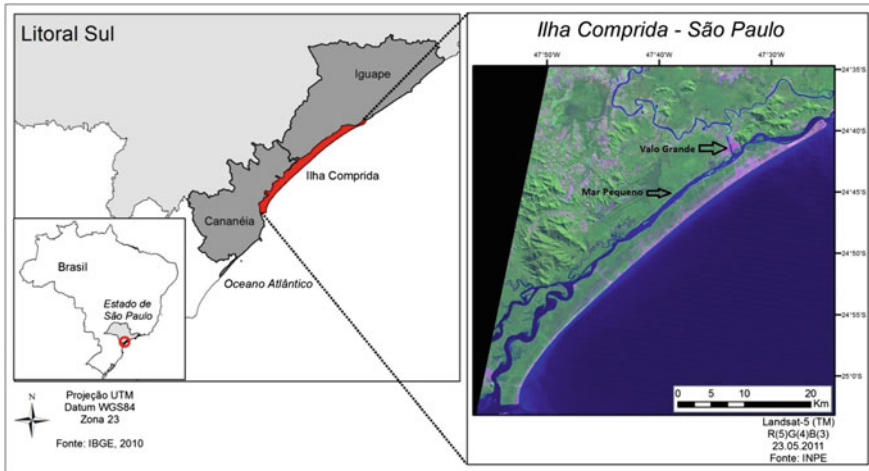 Litoral Sul
Iguape
Ilha Comprida
Cananéia
Oceano Atlântico
Brasil
Estado de
São Paulo
N
Projeção UTM
Datum WGS84
Zona 23
Fonte: IBGE, 2010
Ilha Comprida - São Paulo
47°50'W
47°40'W
47°30'W
24°35'S
24°40'S
24°45'S
24°50'S
24°55'S
25°0'S
Valo Grande
Mar Pequeno
0 5 10 20
Km
Landsat-5 (TM)
R(5)G(4)B(3)
23.05.2011
Fonte: INPE